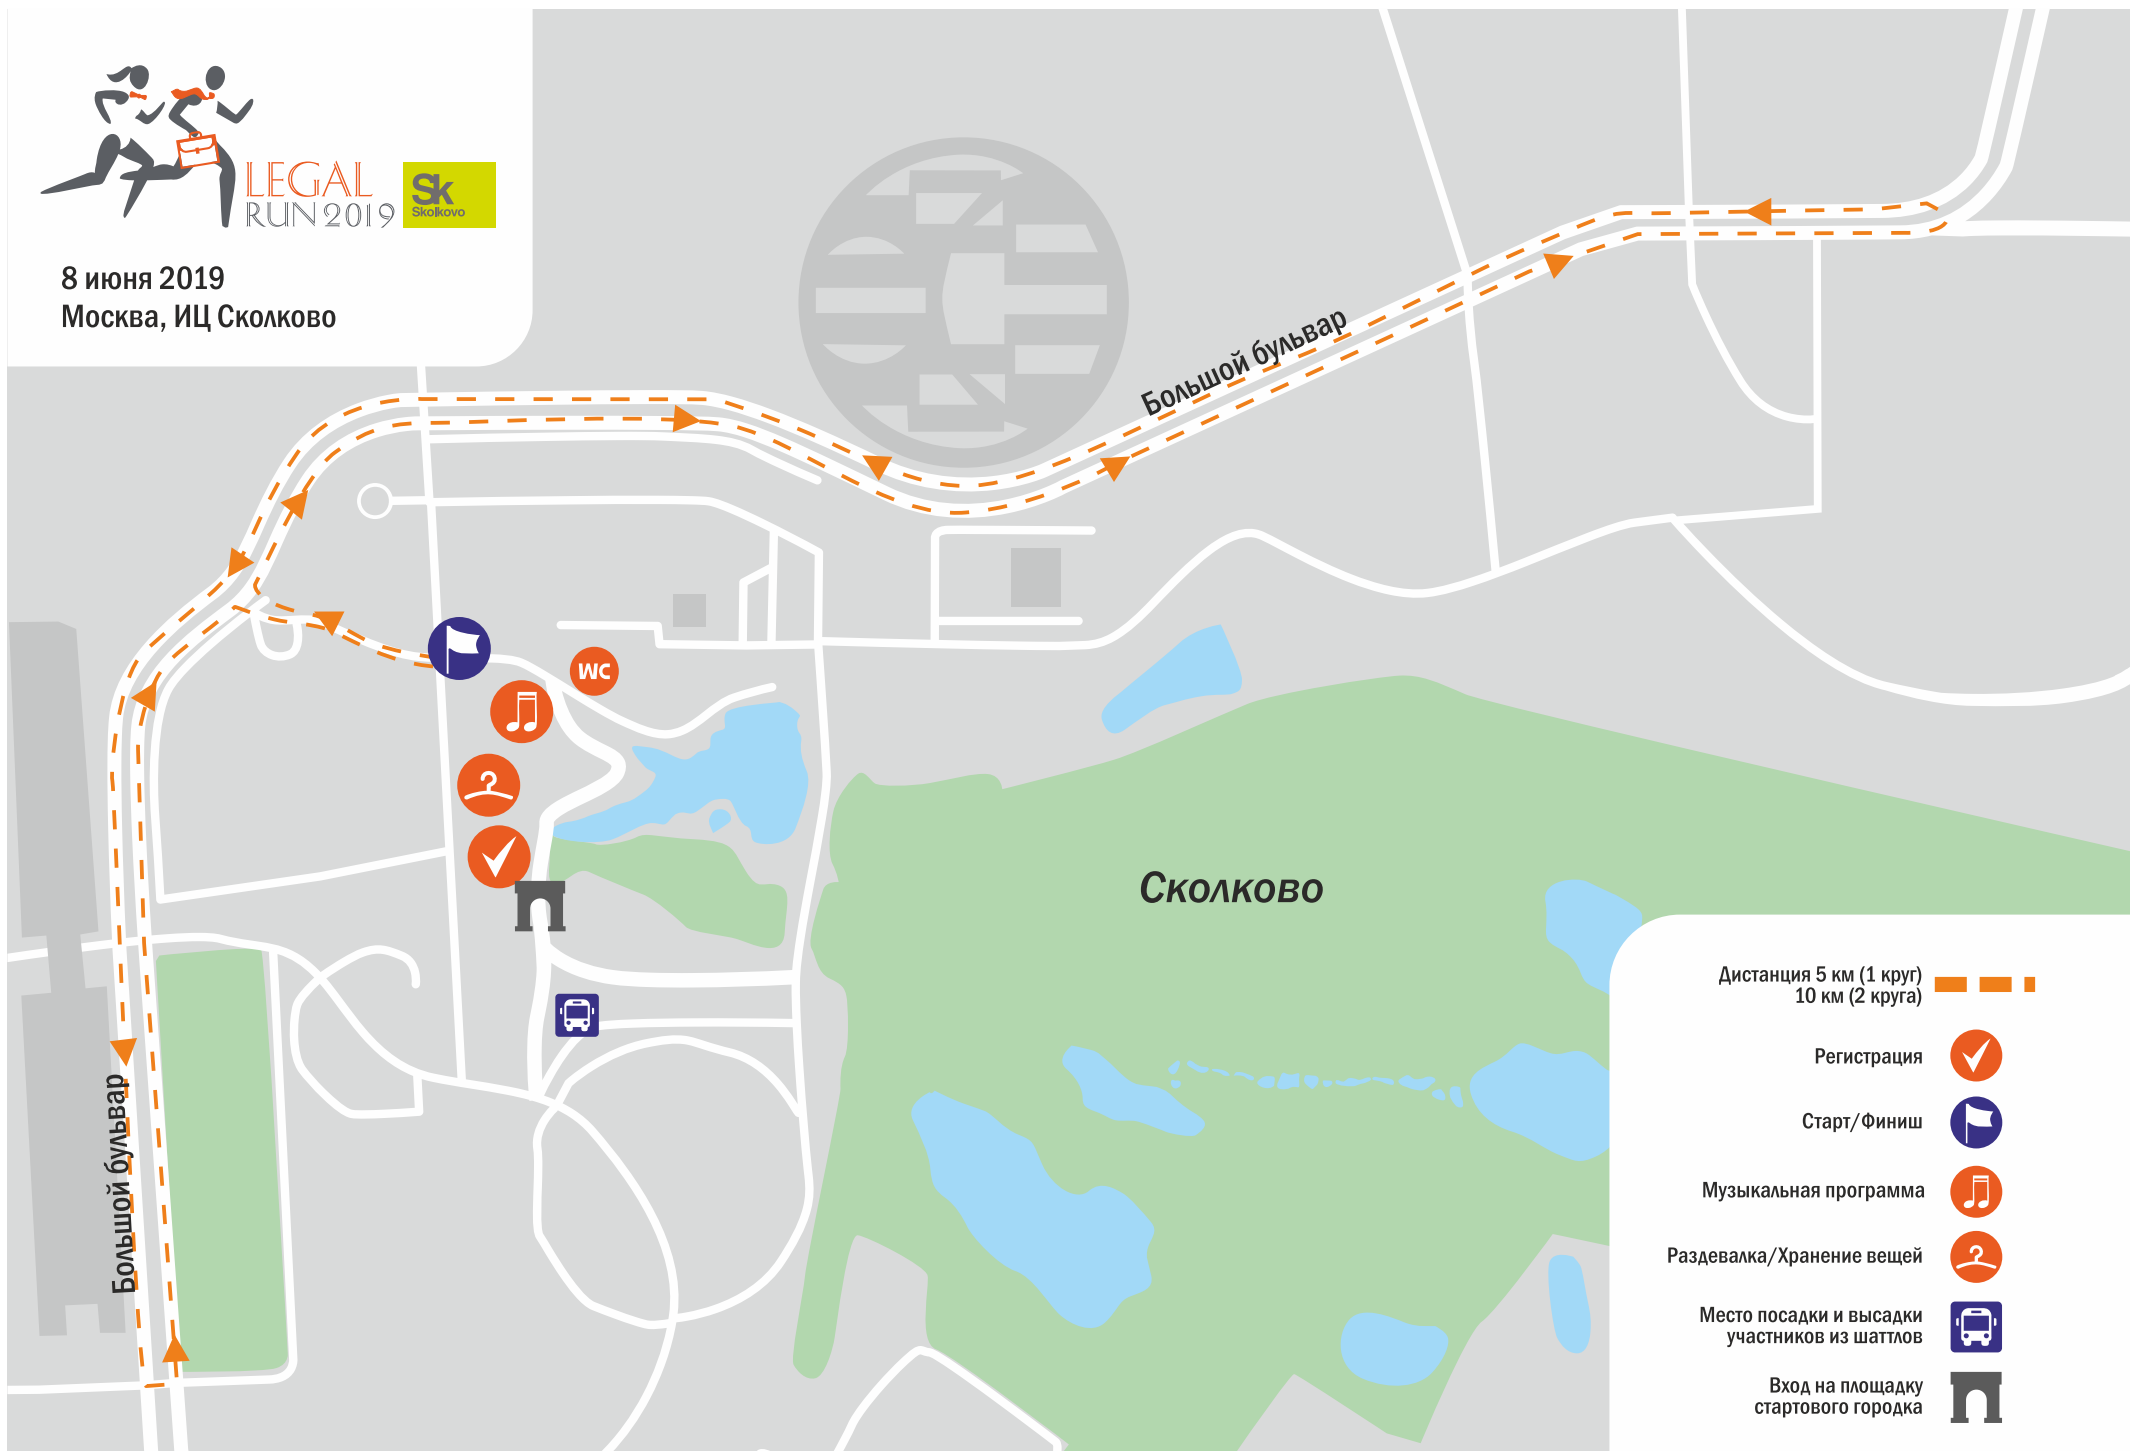 LEGAL
RUN 2019
Sk
Skolkovo
8 июня 2019
Москва, ИЦ Сколково
Большой бульвар
WC
Сколково
Большой бульвар
Дистанция 5 км (1 круг)
10 км (2 круга)
Регистрация
Старт/Финиш
Музыкальная программа
Раздевалка/Хранение вещей
Место посадки и высадки
участников из шаттлов
Вход на площадку
стартового городка